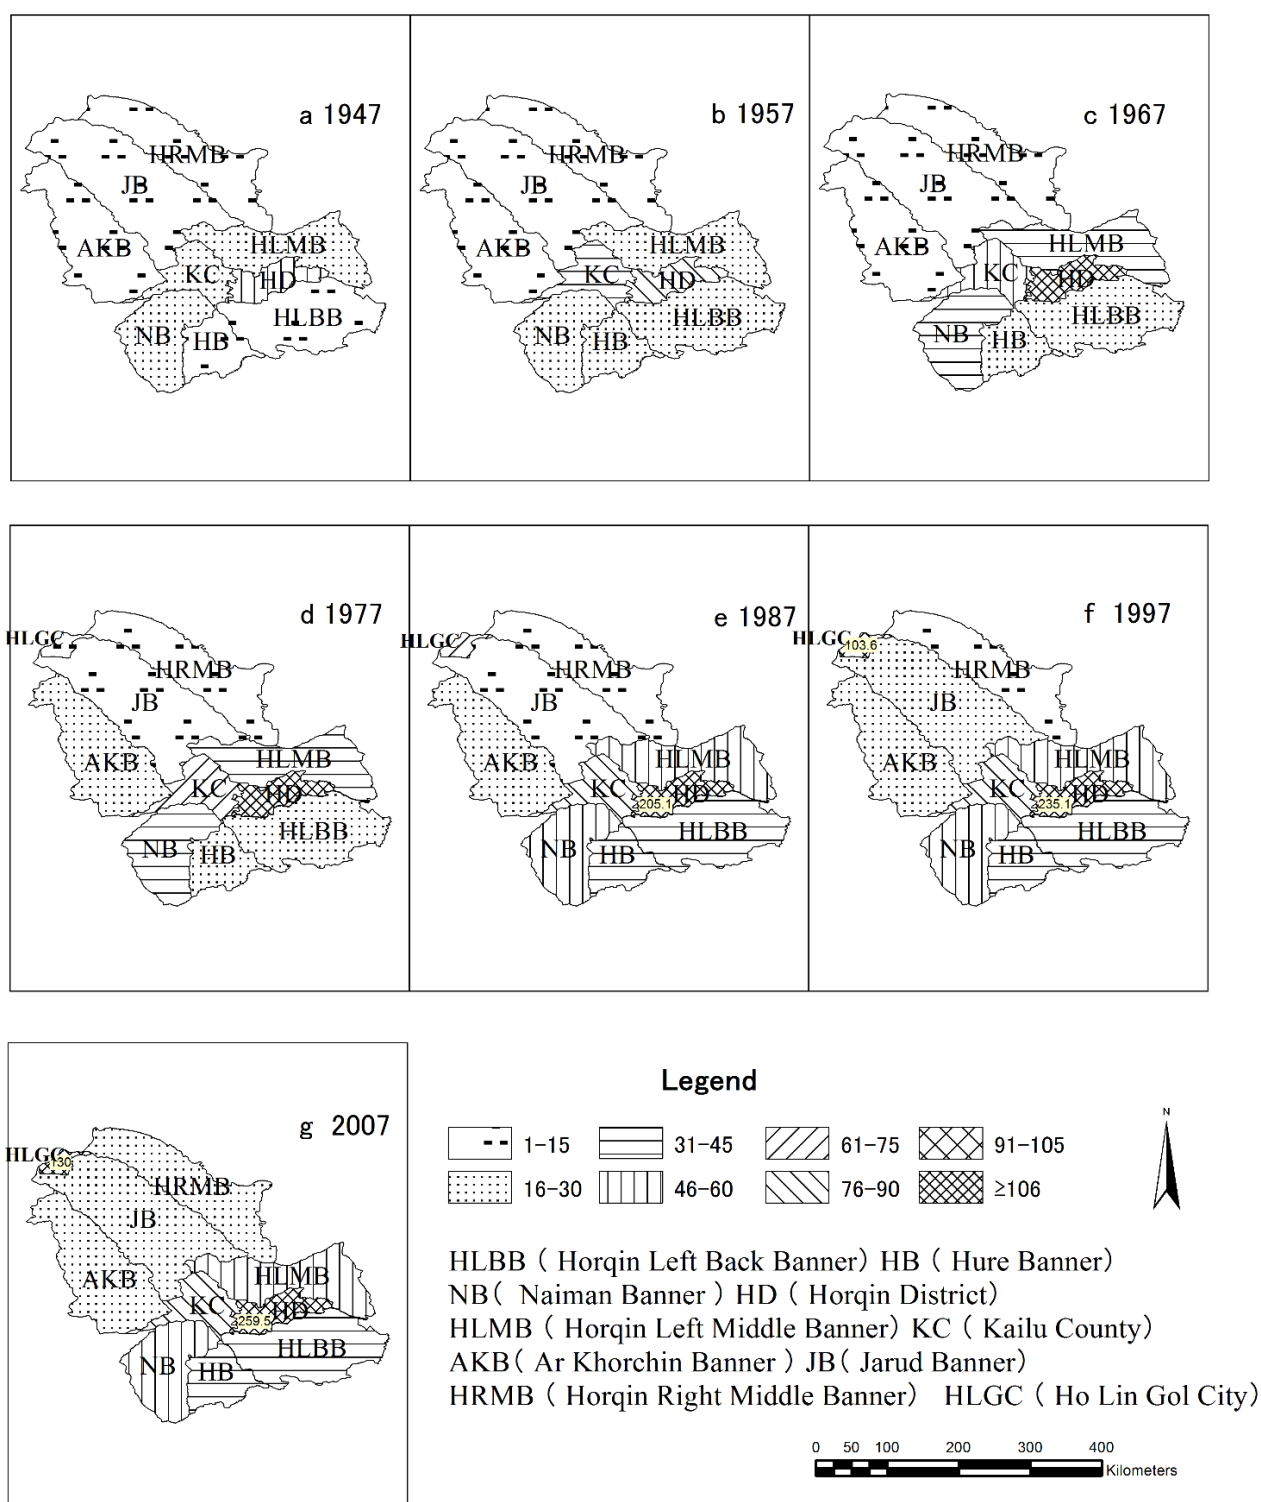 a 1947
HRMB
JB
AKB
HLMB
KC
HD
HLBB
NB
HB
b 1957
HRMB
JB
AKB
HLMB
KC
HD
HLBB
NB
HB
c 1967
HRMB
JB
AKB
HLMB
KC
HD
HLBB
NB
HB
d 1977
HLGC
HRMB
JB
AKB
HLMB
KC
HD
HLBB
NB
HB
e 1987
HLGC
HRMB
JB
AKB
HLMB
KC
HD
205.1
HLBB
NB
HB
f 1997
HLGC
103.6
HRMB
JB
AKB
HLMB
KC
HD
235.1
HLBB
NB
HB
g 2007
HLGC
130
HRMB
JB
AKB
HLMB
KC
HD
259.5
HLBB
NB
HB
Legend
1-15 31-45 61-75 91-105
16-30 46-60 76-90 ≥106
N
HLBB ( Horqin Left Back Banner) HB ( Hure Banner)
NB( Naiman Banner ) HD ( Horqin District)
HLMB ( Horqin Left Middle Banner) KC ( Kailu County)
AKB( Ar Khorchin Banner ) JB( Jarud Banner)
HRMB ( Horqin Right Middle Banner) HLGC ( Ho Lin Gol City)
0 50 100 200 300 400
Kilometers